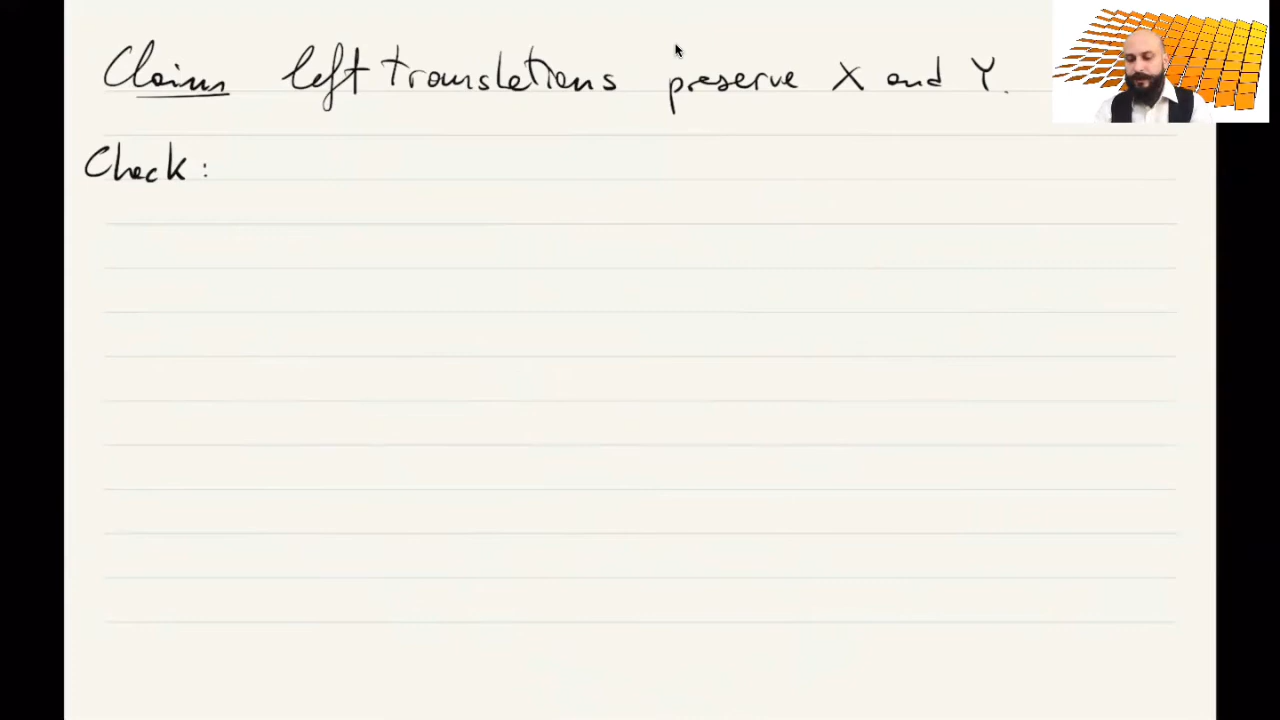 Claim left translations preserve X and Y.
Check: